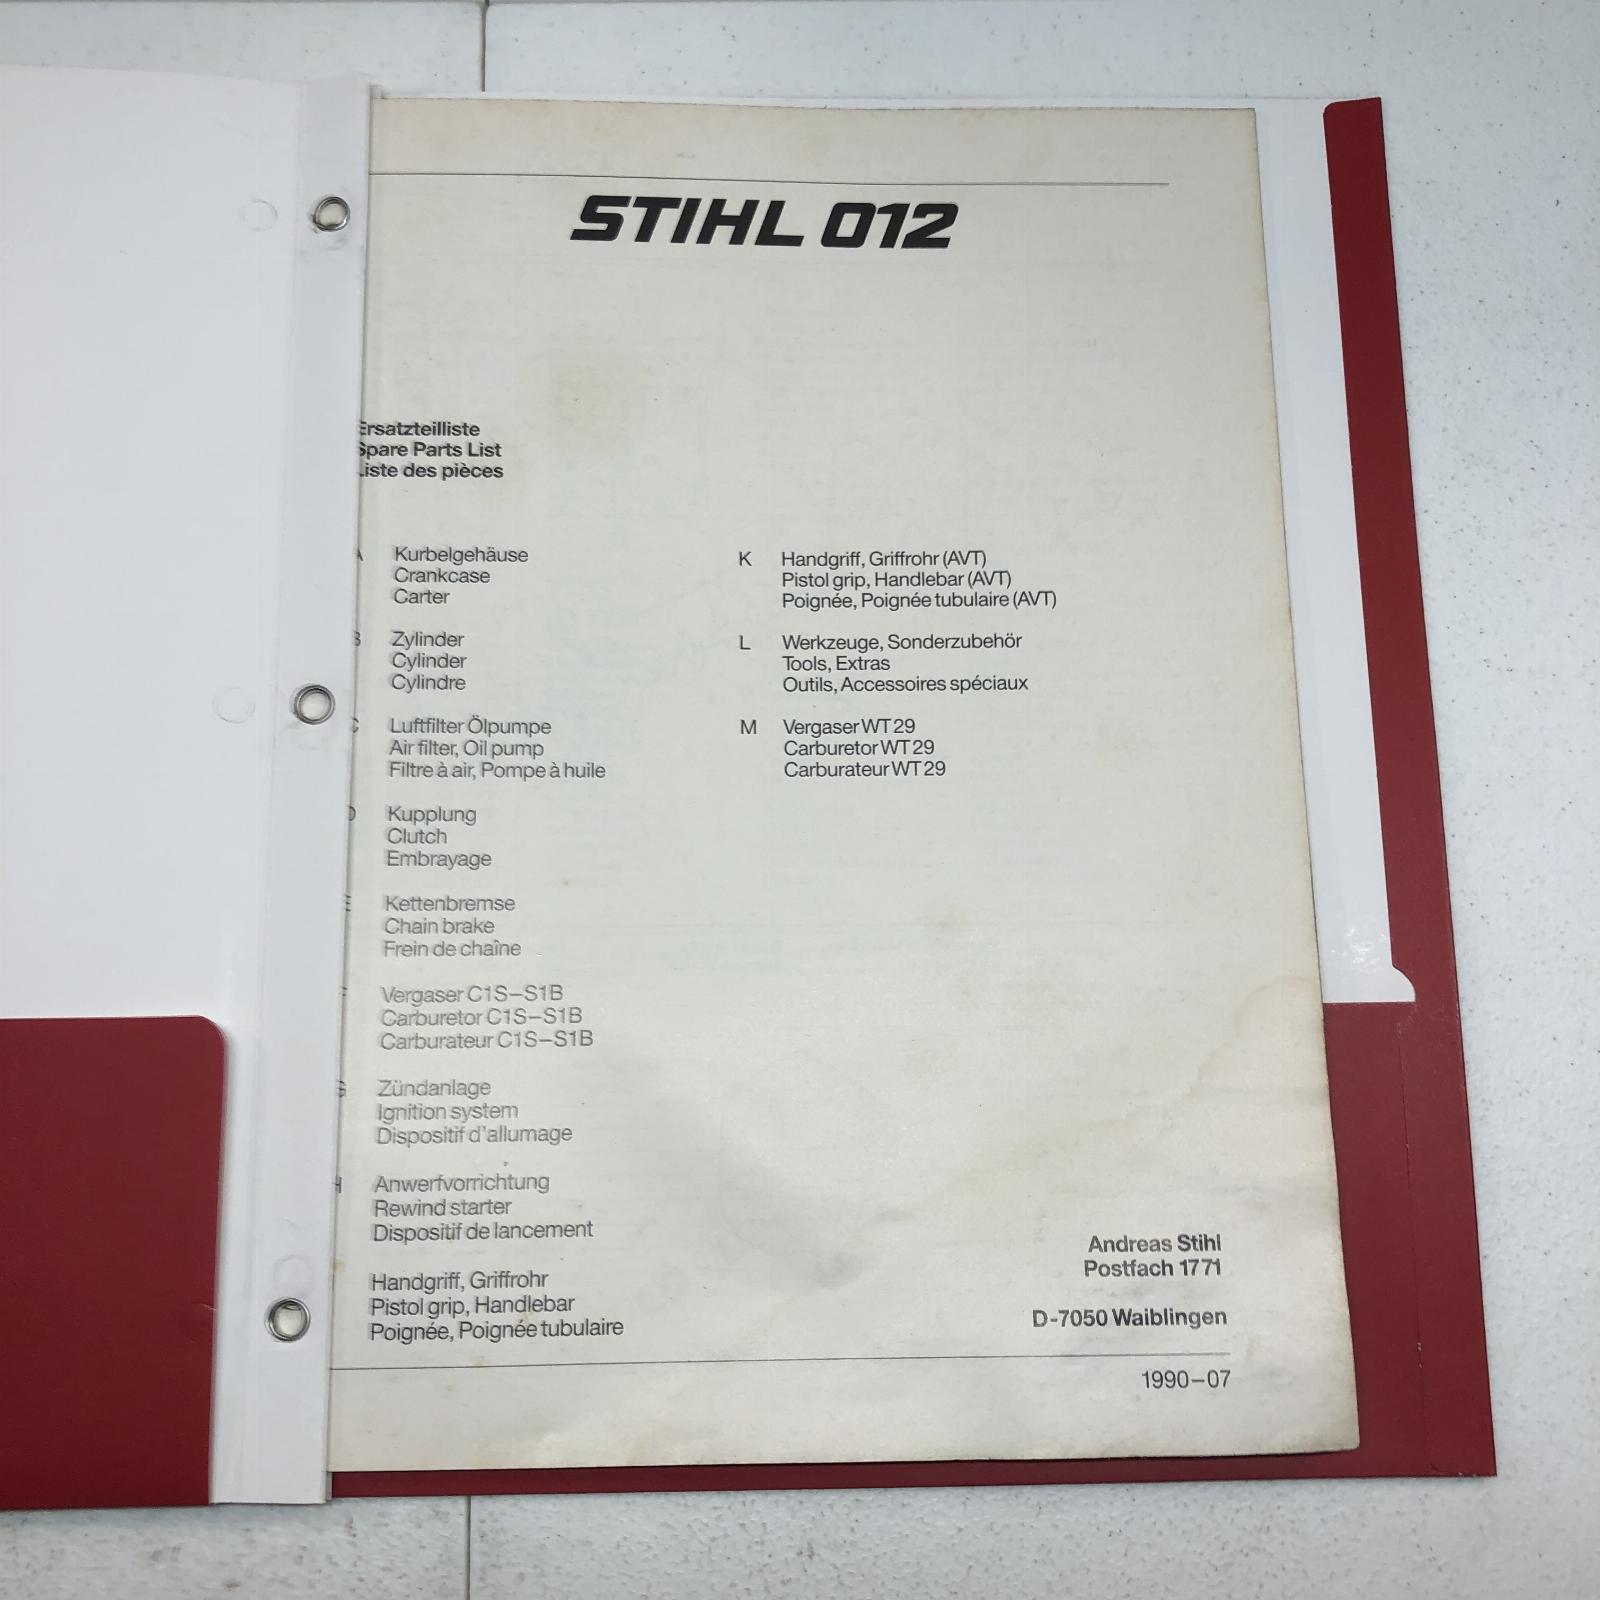 STIHL 012
Ersatzteilliste
Spare Parts List
Liste des pièces
A Kurbelgehäuse
Crankcase
Carter
B Zylinder
Cylinder
Cylindre
C Luftfilter Ölpumpe
Air filter, Oil pump
Filtre à air, Pompe à huile
D Kupplung
Clutch
Embrayage
E Kettenbremse
Chain brake
Frein de chaîne
F Vergaser C1S–S1B
Carburetor C1S–S1B
Carburateur C1S–S1B
G Zündanlage
Ignition system
Dispositif d'allumage
H Anwerfvorrichtung
Rewind starter
Dispositif de lancement
Handgriff, Griffrohr
Pistol grip, Handlebar
Poignée, Poignée tubulaire
K Handgriff, Griffrohr (AVT)
Pistol grip, Handlebar (AVT)
Poignée, Poignée tubulaire (AVT)
L Werkzeuge, Sonderzubehör
Tools, Extras
Outils, Accessoires spéciaux
M Vergaser WT 29
Carburetor WT 29
Carburateur WT 29
Andreas Stihl
Postfach 1771
D-7050 Waiblingen
1990–07